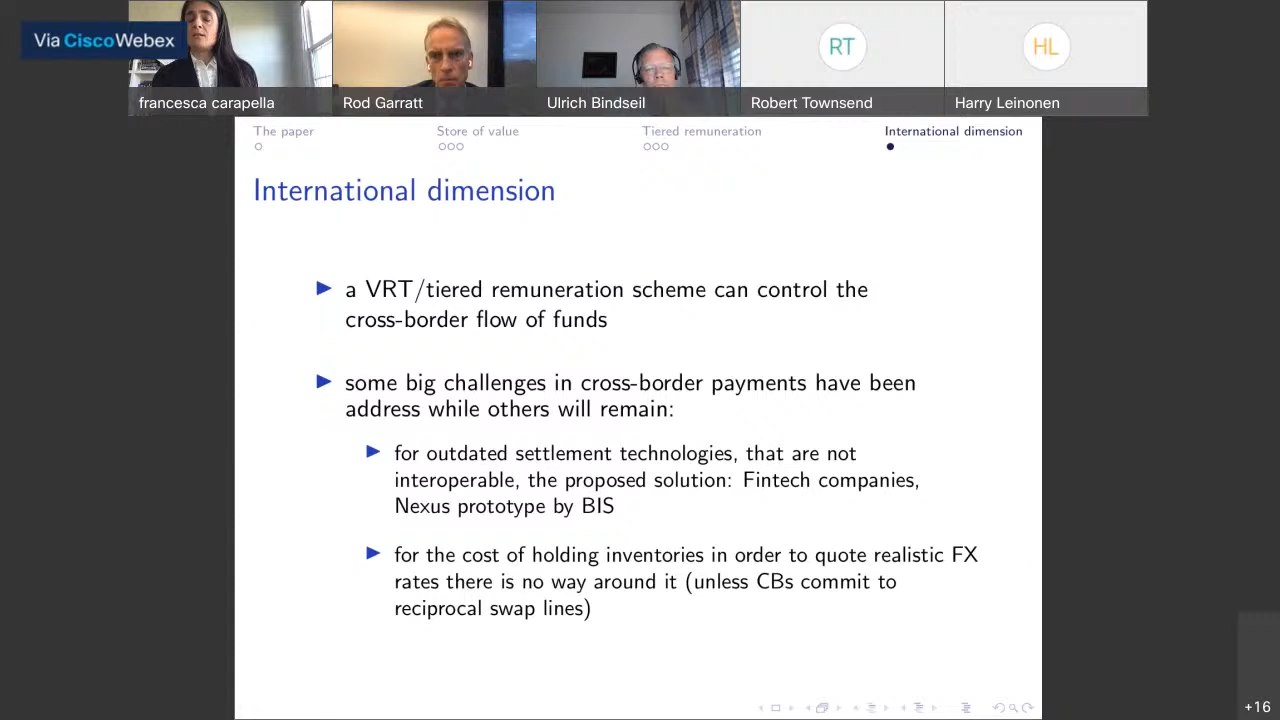 Via Cisco Webex
francesca carapella
Rod Garratt
Ulrich Bindseil
RT
Robert Townsend
HL
Harry Leinonen
The paper
Store of value
Tiered remuneration
International dimension
International dimension
a VRT/tiered remuneration scheme can control the
cross-border flow of funds
some big challenges in cross-border payments have been
address while others will remain:
for outdated settlement technologies, that are not
interoperable, the proposed solution: Fintech companies,
Nexus prototype by BIS
for the cost of holding inventories in order to quote realistic FX
rates there is no way around it (unless CBs commit to
reciprocal swap lines)
+16